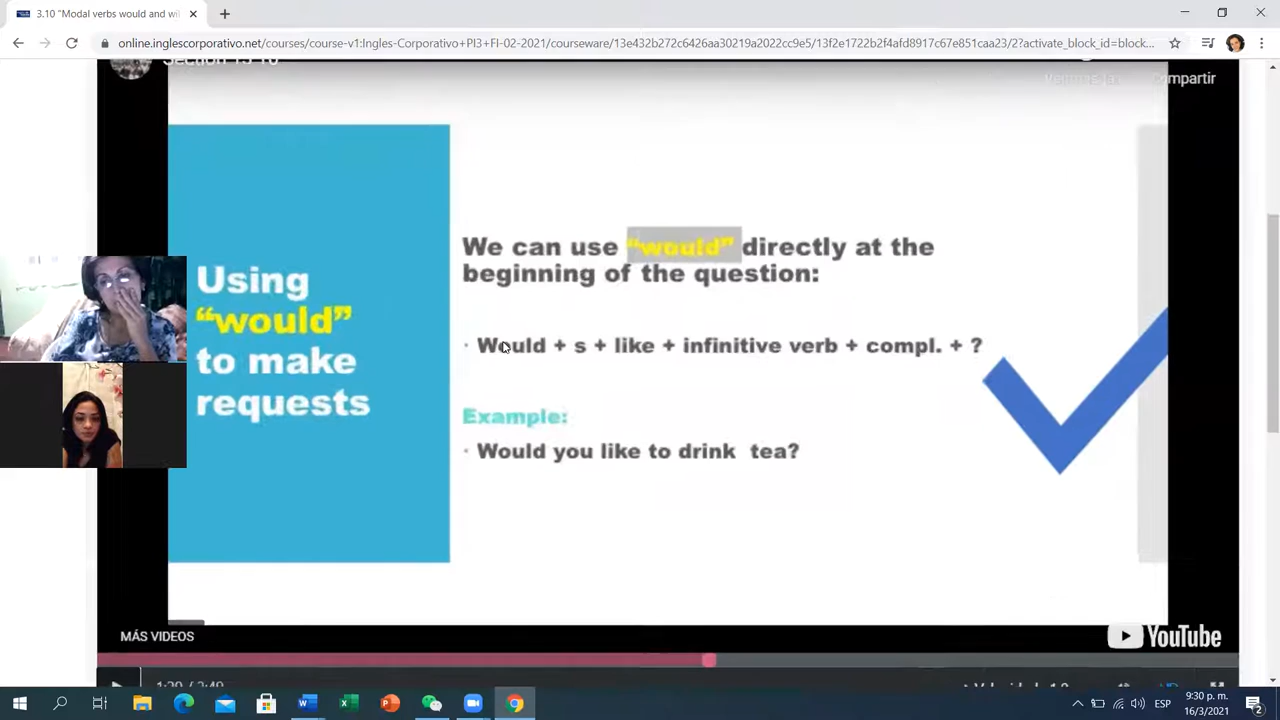 3.10 "Modal verbs would and wi
online.inglescorporativo.net/courses/course-v1:Ingles-Corporativo+PI3+FI-02-2021/courseware/13e432b272c6426aa30219a2022cc9e5/13f2e1722b2f4afd8917c67e851caa23/2?activate_block_id=block...
Compartir
Using
"would"
to make
requests
We can use "would" directly at the
beginning of the question:
· Would + s + like + infinitive verb + compl. + ?
Example:
· Would you like to drink tea?
MÁS VIDEOS
YouTube
9:30 p. m.
ESP
16/3/2021
2